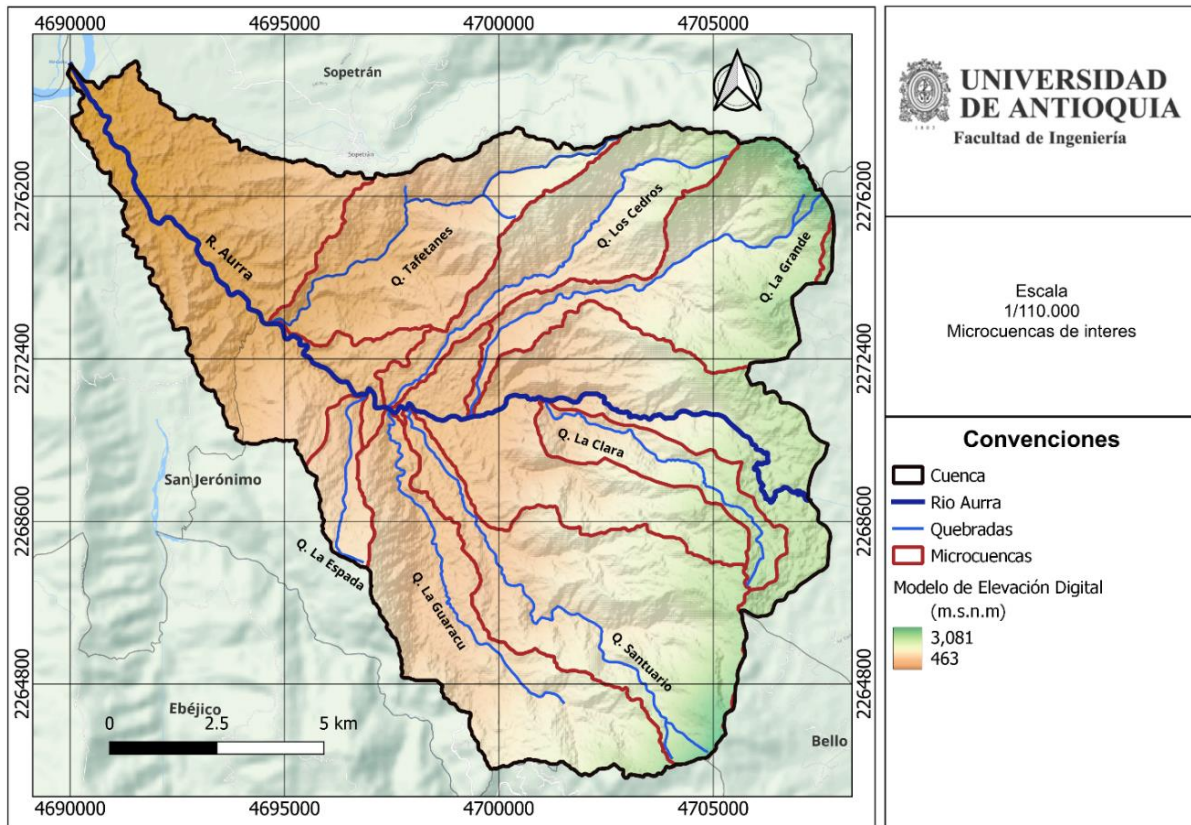 4690000
4695000
4700000
4705000
Sopetrán
Sopetrán
2276200
2276200
R. Aurra
Q. Tafetanes
Q. Los Cedros
Q. La Grande
2272400
2272400
Q. La Clara
San Jerónimo
2268600
2268600
Q. La Espada
Q. La Guaracu
Q. Santuario
2264800
2264800
Ebéjico
0 2.5 5 km
Bello
4690000
4695000
4700000
4705000
1803
UNIVERSIDAD
DE ANTIOQUIA
Facultad de Ingeniería
Escala
1/110.000
Microcuencas de interes
Convenciones
Cuenca
Rio Aurra
Quebradas
Microcuencas
Modelo de Elevación Digital
(m.s.n.m)
3,081
463